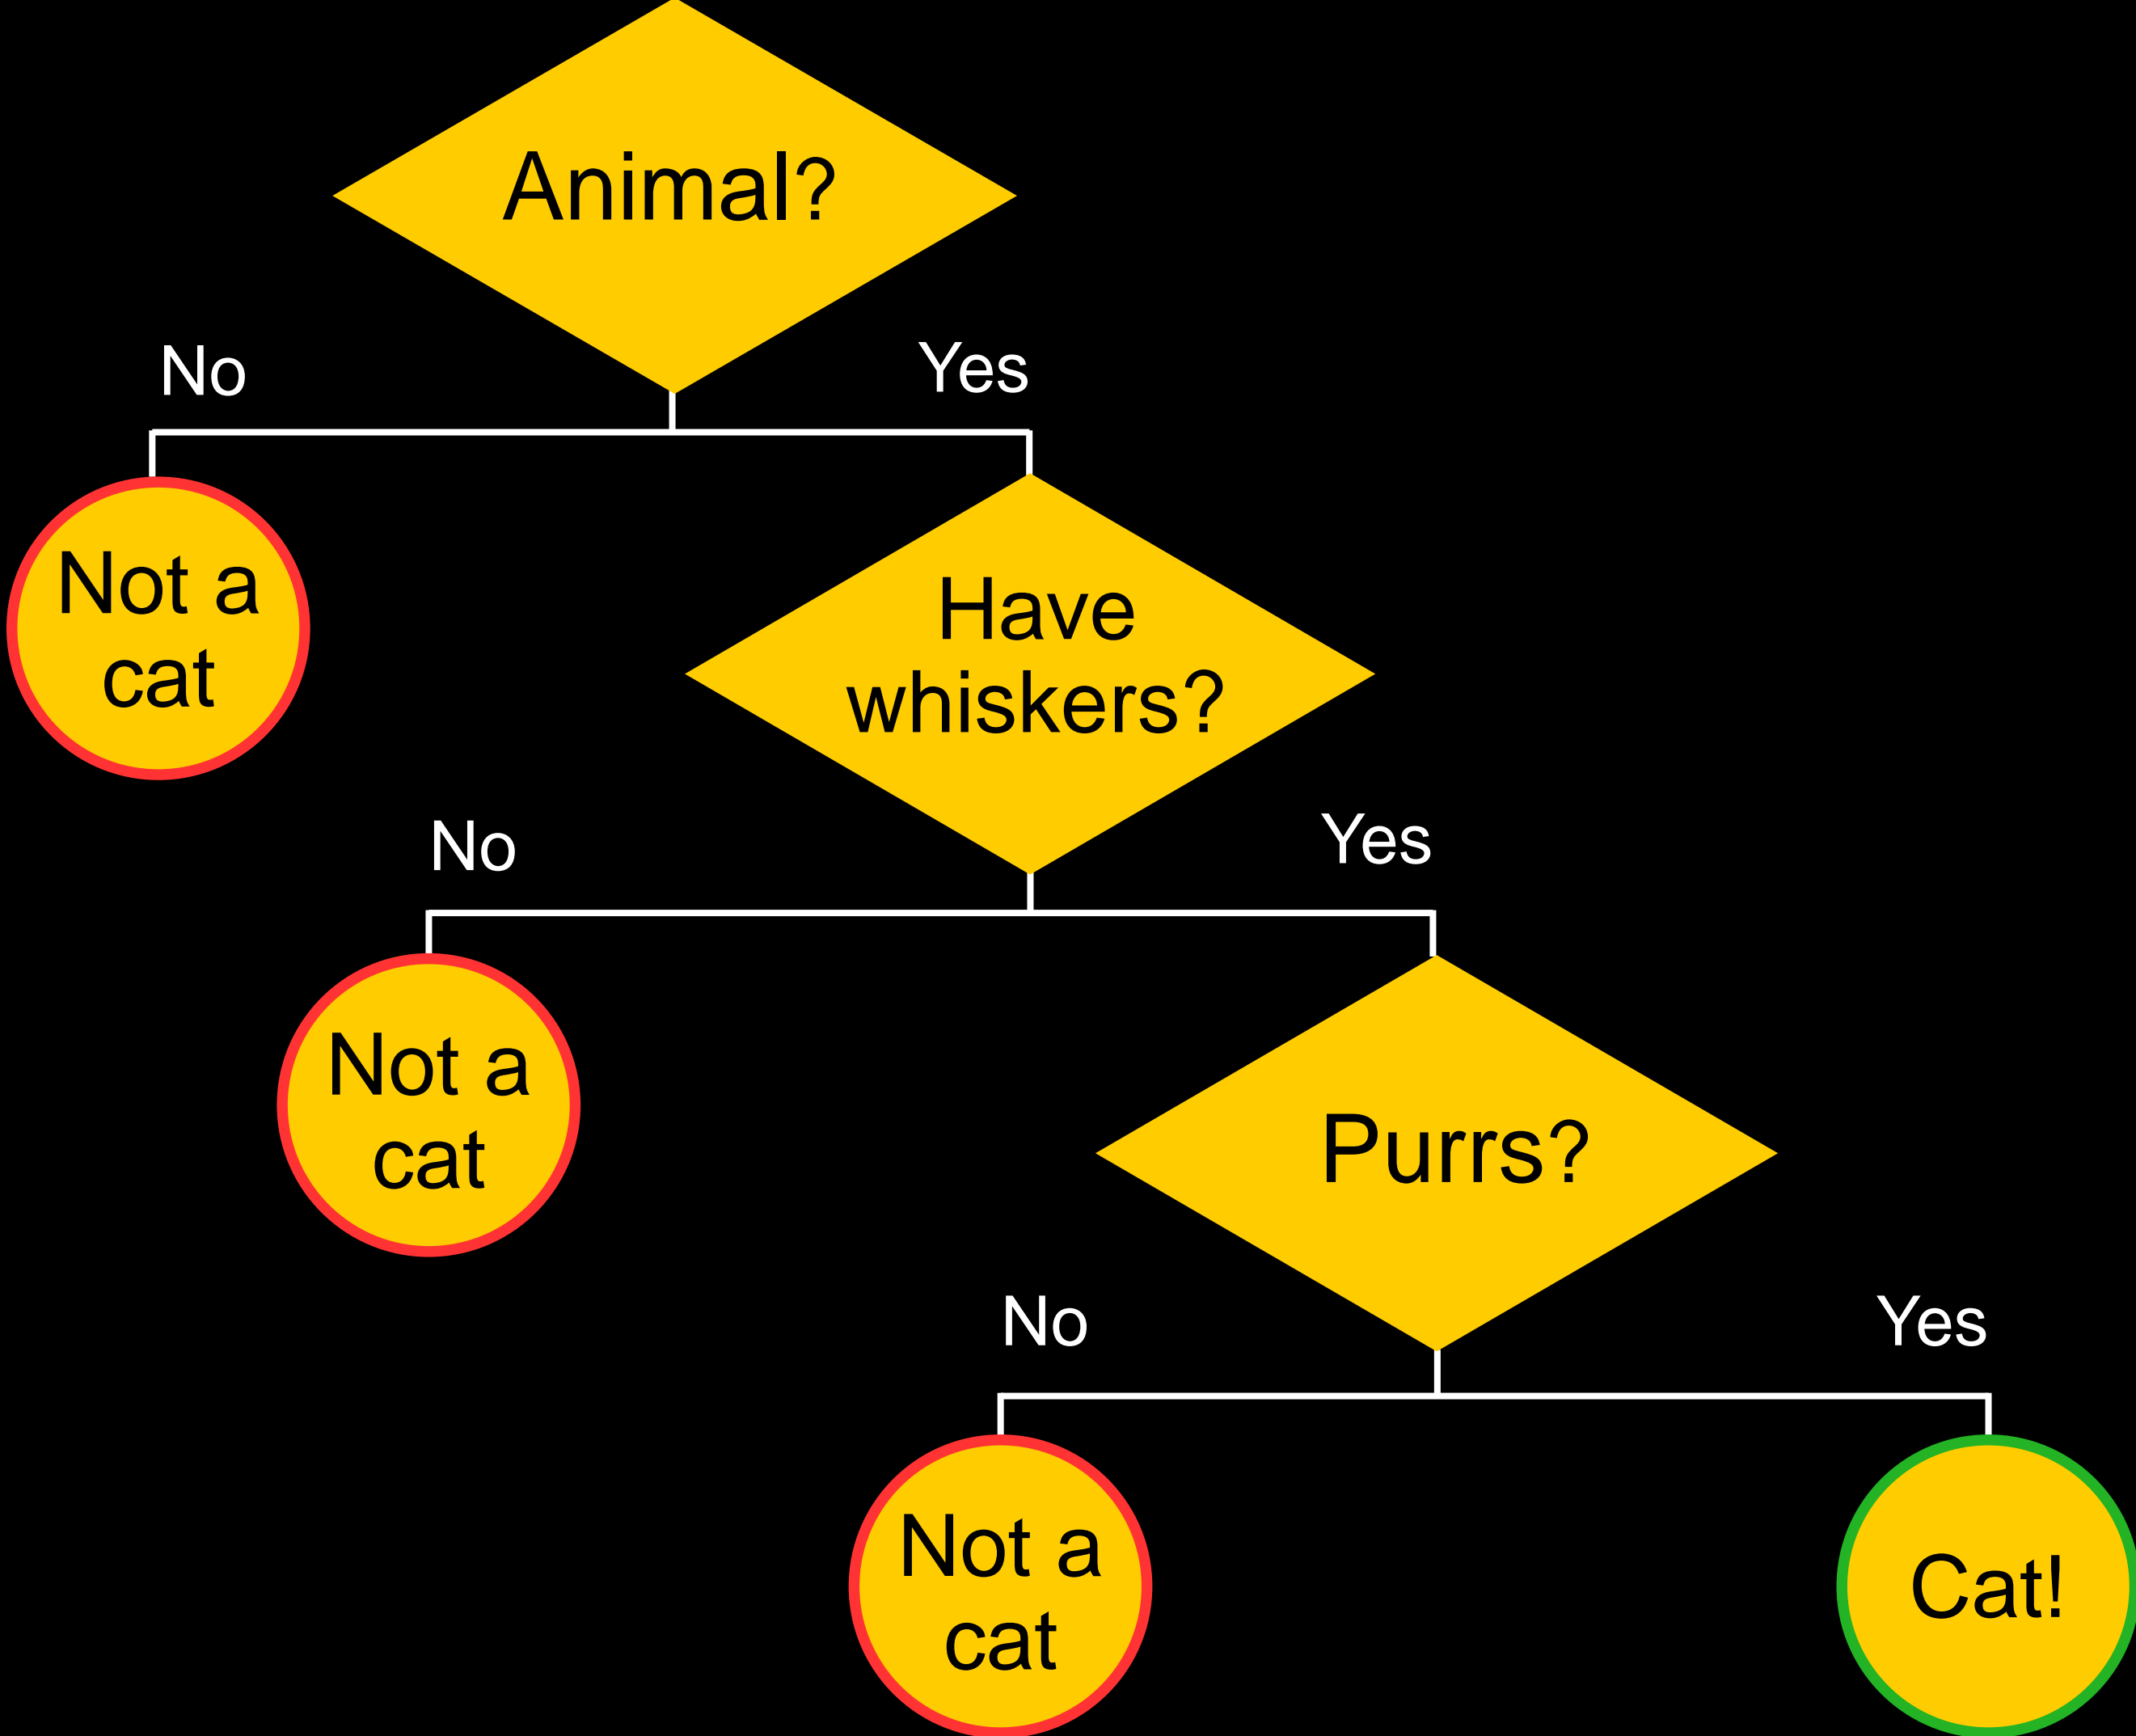 Animal?
No
Yes
Not a
cat
Have
whiskers?
No
Yes
Not a
cat
Purrs?
No
Yes
Not a
cat
Cat!